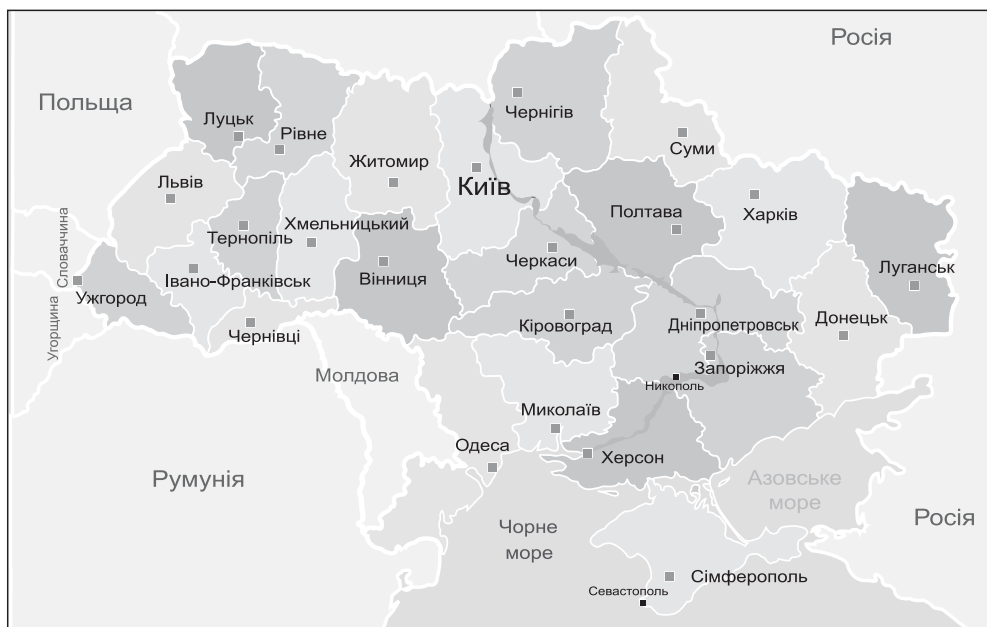 Росія
Польща
Луцьк
Чернігів
Рівне
Суми
Житомир
Львів
Київ
Полтава
Харків
Словаччина
Тернопіль
Хмельницький
Черкаси
Луганськ
Івано-Франківськ
Вінниця
Ужгород
Угорщина
Чернівці
Кіровоград
Дніпропетровськ
Донецьк
Молдова
Запоріжжя
Никополь
Миколаїв
Одеса
Херсон
Румунія
Азовське
море
Росія
Чорне
море
Сімферополь
Севастополь